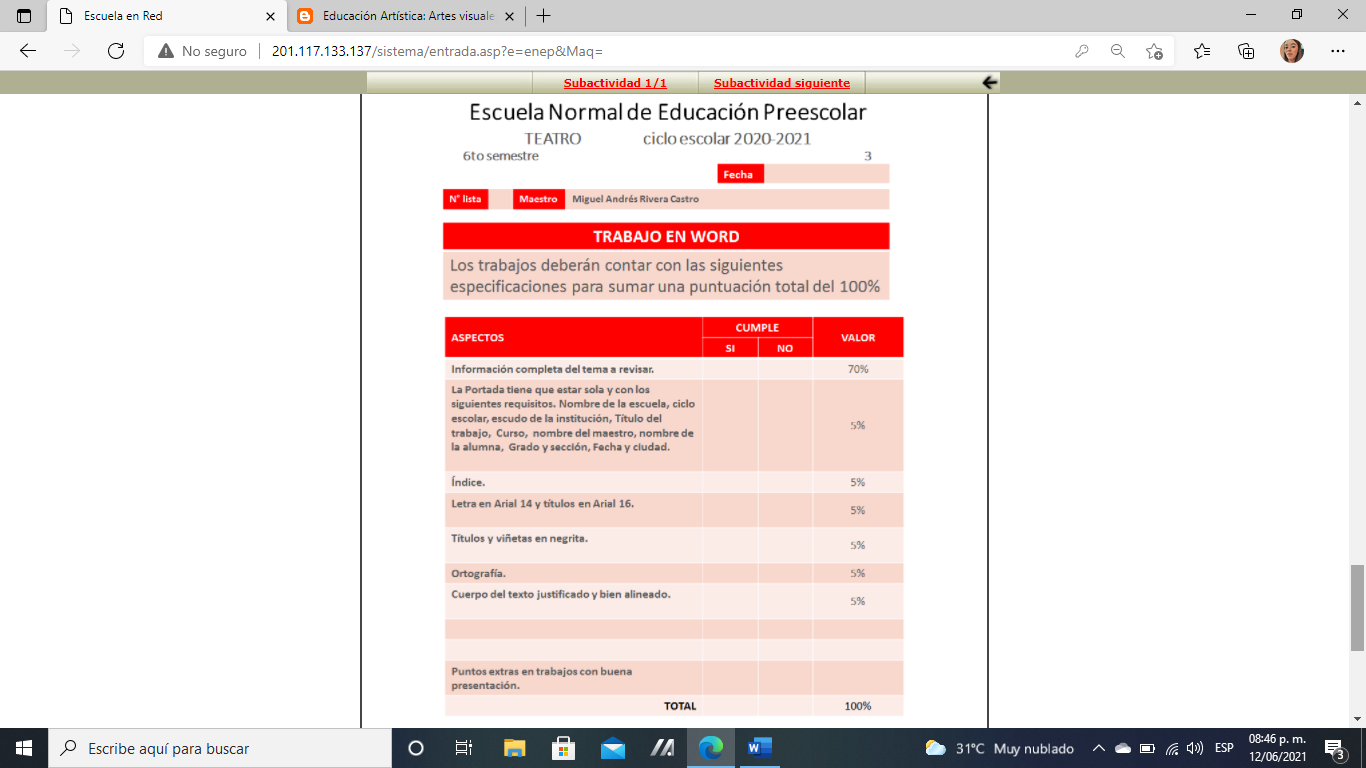 Escuela en Red
Educación Artística: Artes visuale
No seguro
201.117.133.137/sistema/entrada.asp?e=enep&Maq=
Subactividad 1/1 Subactividad siguiente
Escuela Normal de Educación Preescolar
TEATRO ciclo escolar 2020-2021
6to semestre 3
Fecha
N° lista Maestro Miguel Andrés Rivera Castro
TRABAJO EN WORD
Los trabajos deberán contar con las siguientes
especificaciones para sumar una puntuación total del 100%
ASPECTOS CUMPLE VALOR
SI NO
Información completa del tema a revisar. 70%
La Portada tiene que estar sola y con los
siguientes requisitos. Nombre de la escuela, ciclo
escolar, escudo de la institución, Título del
trabajo, Curso, nombre del maestro, nombre de
la alumna, Grado y sección, Fecha y ciudad.
5%
Índice. 5%
Letra en Arial 14 y títulos en Arial 16. 5%
Títulos y viñetas en negrita. 5%
Ortografía. 5%
Cuerpo del texto justificado y bien alineado. 5%
Puntos extras en trabajos con buena
presentación.
TOTAL 100%
Escribe aquí para buscar
31°C Muy nublado
ESP
08:46 p. m.
12/06/2021
3